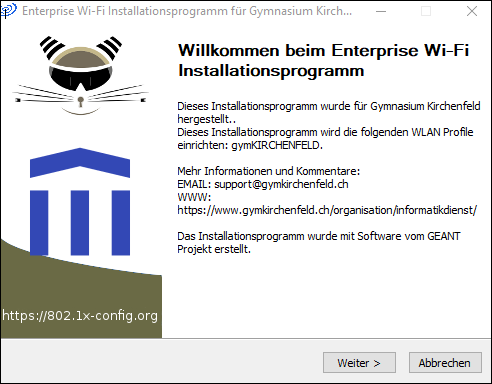 Enterprise Wi-Fi Installationsprogramm für Gymnasium Kirch...
Willkommen beim Enterprise Wi-Fi
Installationsprogramm
Dieses Installationsprogramm wurde für Gymnasium Kirchenfeld
hergestellt..
Dieses Installationsprogramm wird die folgenden WLAN Profile
einrichten: gymKIRCHENFELD.
Mehr Informationen und Kommentare:
EMAIL: support@gymkirchenfeld.ch
WWW:
https://www.gymkirchenfeld.ch/organisation/informatikdienst/
Das Installationsprogramm wurde mit Software vom GEANT
Projekt erstellt.
https://802.1x-config.org
Weiter >
Abbrechen